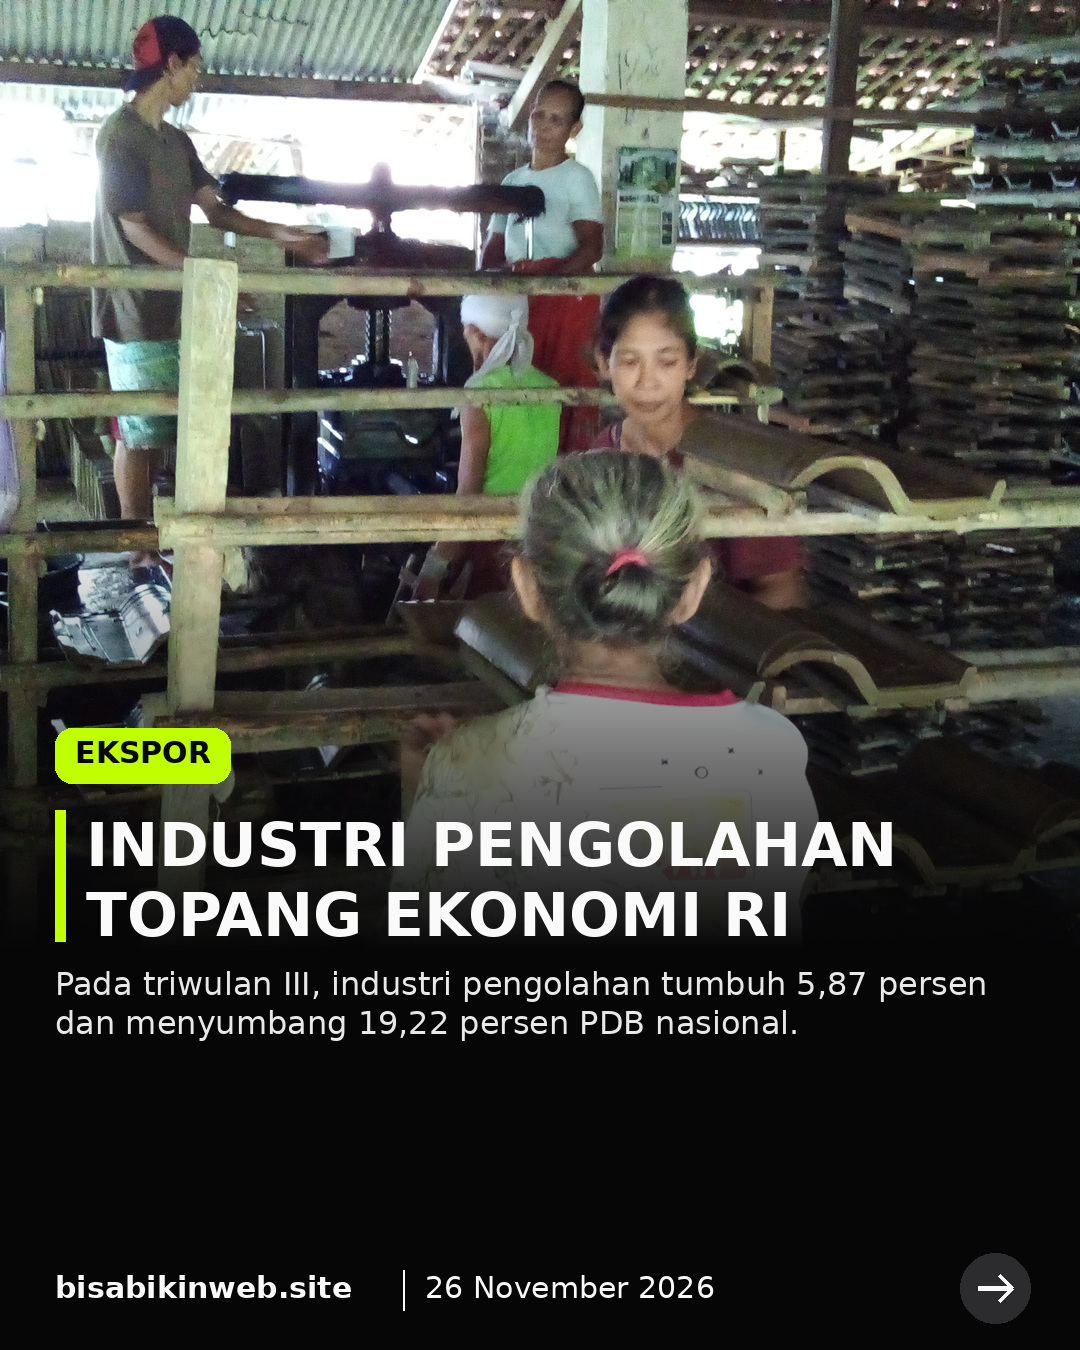 EKSPOR
INDUSTRI PENGOLAHAN
TOPANG EKONOMI RI
Pada triwulan III, industri pengolahan tumbuh 5,87 persen
dan menyumbang 19,22 persen PDB nasional.
bisabikinweb.site | 26 November 2026